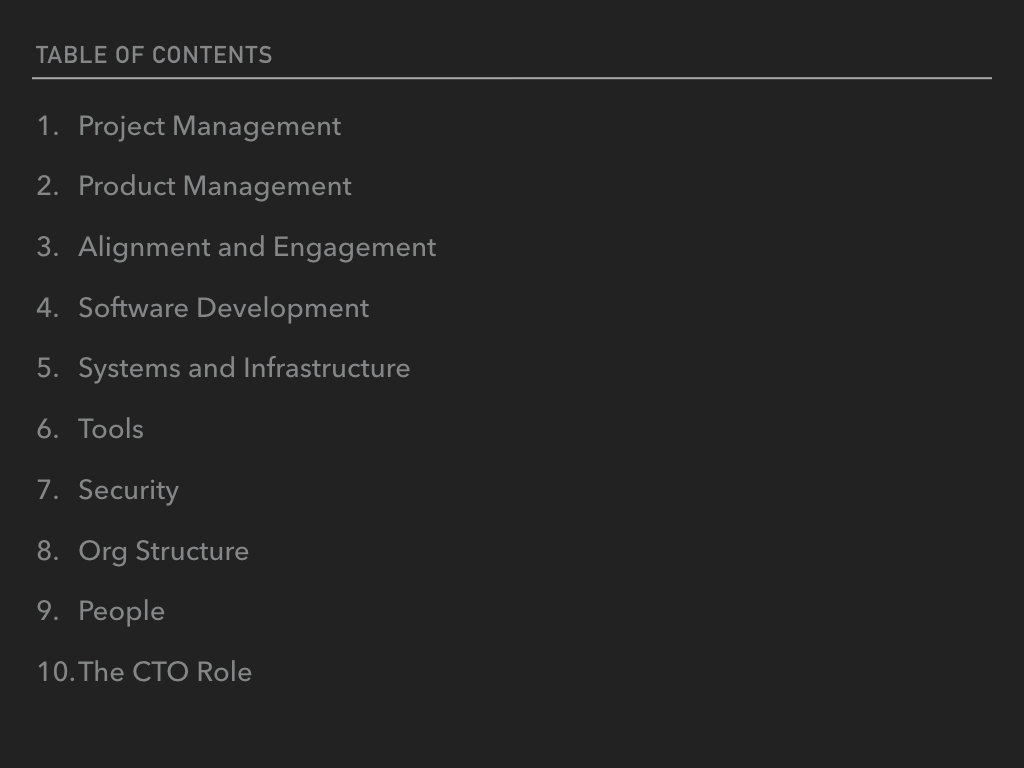 TABLE OF CONTENTS
1. Project Management
2. Product Management
3. Alignment and Engagement
4. Software Development
5. Systems and Infrastructure
6. Tools
7. Security
8. Org Structure
9. People
10. The CTO Role